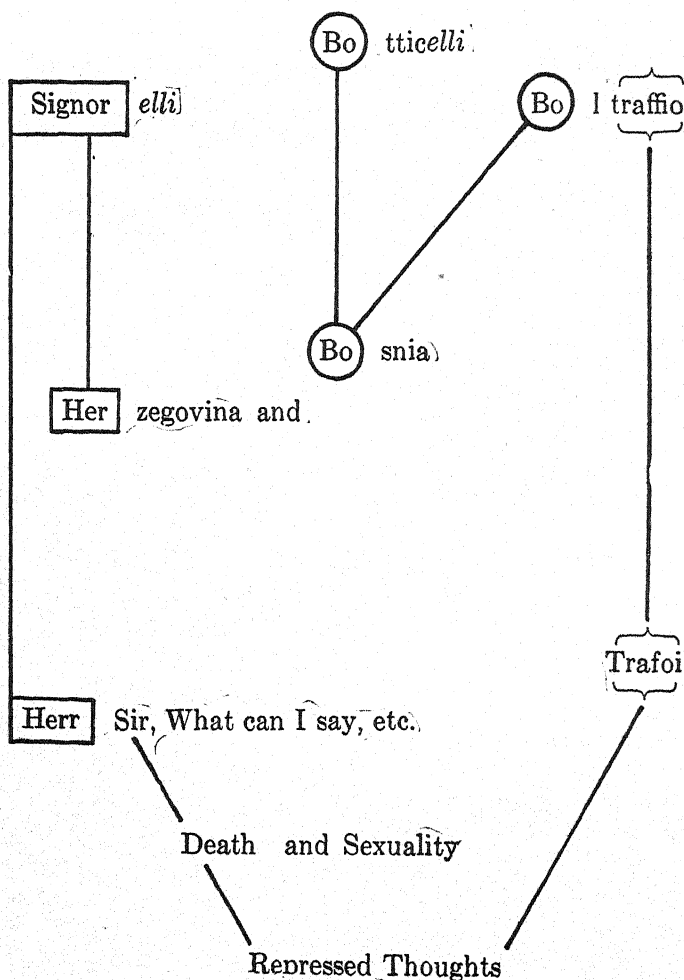 Bo tticelli
Signor elli Bo l traffio
Bo snia
Her zegovina and
Trafoi
Herr Sir, What can I say, etc.
Death and Sexuality
Repressed Thoughts